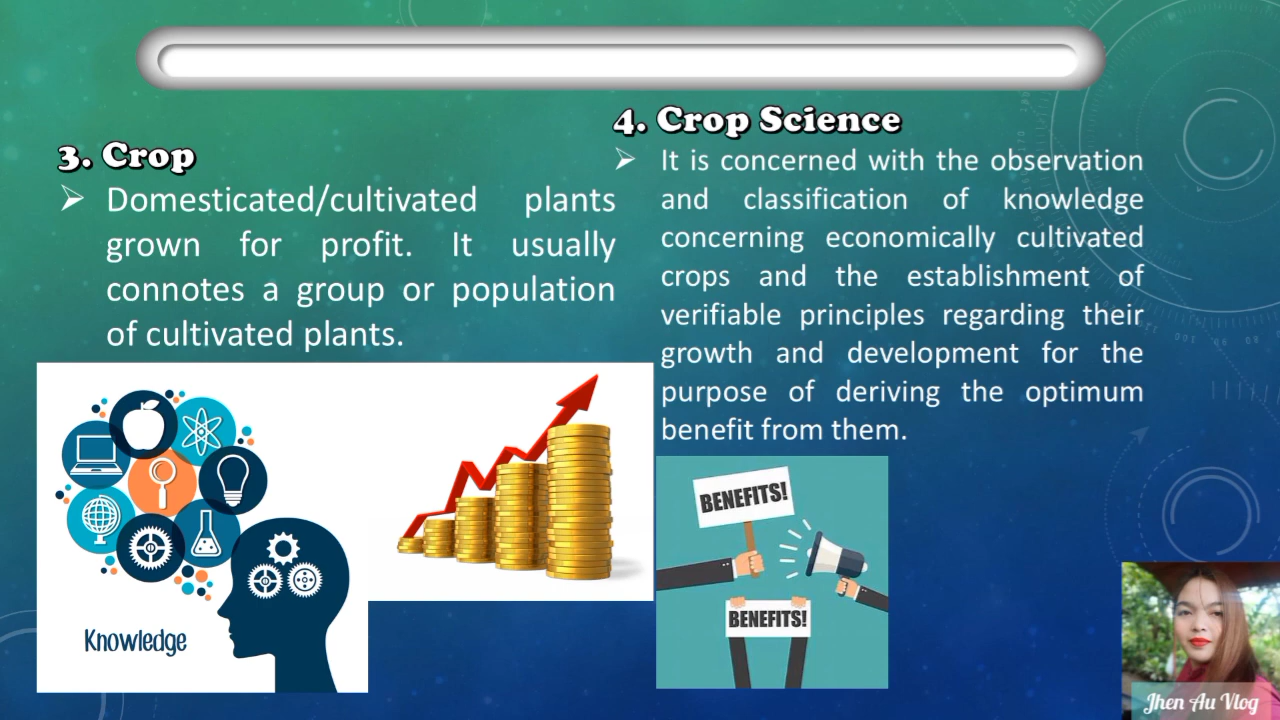 3. Crop
➢ Domesticated/cultivated plants
grown for profit. It usually
connotes a group or population
of cultivated plants.
4. Crop Science
➢ It is concerned with the observation
and classification of knowledge
concerning economically cultivated
crops and the establishment of
verifiable principles regarding their
growth and development for the
purpose of deriving the optimum
benefit from them.
Knowledge
BENEFITS!
BENEFITS!
Jhen Au Vlog